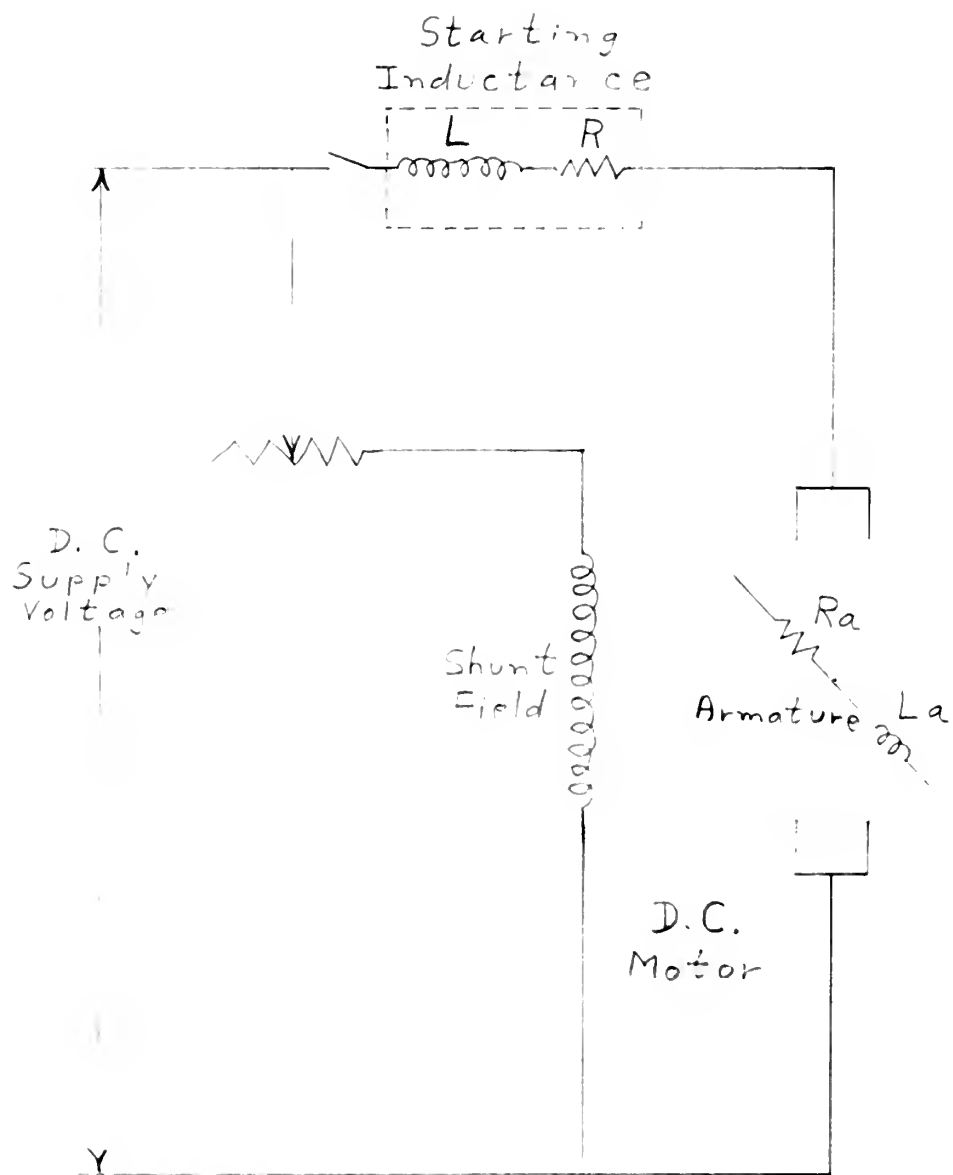 Starting
Inductance
L
R
D. C.
Supply
Voltage
Shunt
Field
Ra
Armature
La
D.C.
Motor